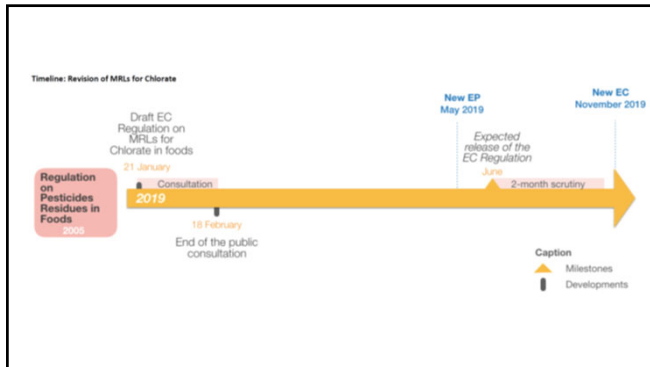 Timeline: Revision of MRLs for Chlorate
New EP
May 2019
New EC
November 2019
Draft EC
Regulation on
MRLs for
Chlorate in foods
21 January
Expected
release of the
EC Regulation
June
Regulation
on
Pesticides
Residues in
Foods
2005
Consultation
2-month scrutiny
2019
18 February
End of the public
consultation
Caption
Milestones
Developments